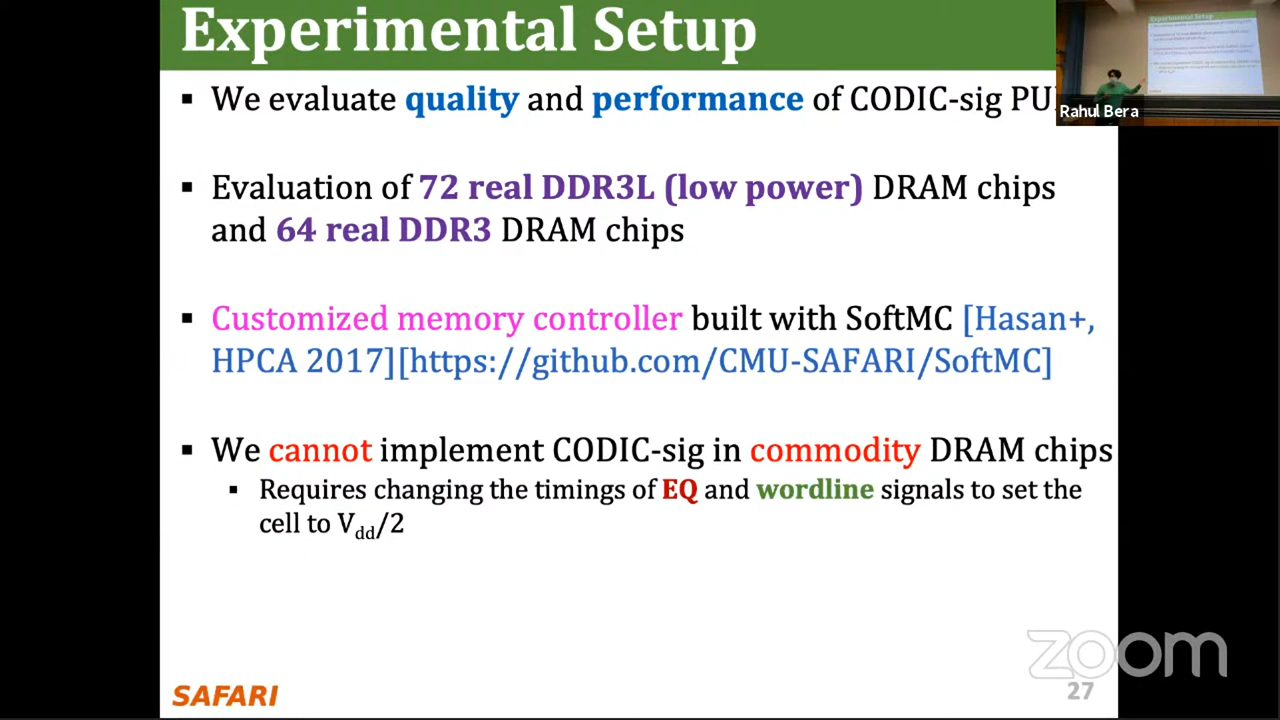 Experimental Setup
▪ We evaluate quality and performance of CODIC-sig PU
Rahul Bera
▪ Evaluation of 72 real DDR3L (low power) DRAM chips
and 64 real DDR3 DRAM chips
▪ Customized memory controller built with SoftMC [Hasan+,
HPCA 2017][https://github.com/CMU-SAFARI/SoftMC]
▪ We cannot implement CODIC-sig in commodity DRAM chips
▪ Requires changing the timings of EQ and wordline signals to set the
cell to Vdd/2
zoom
SAFARI
27